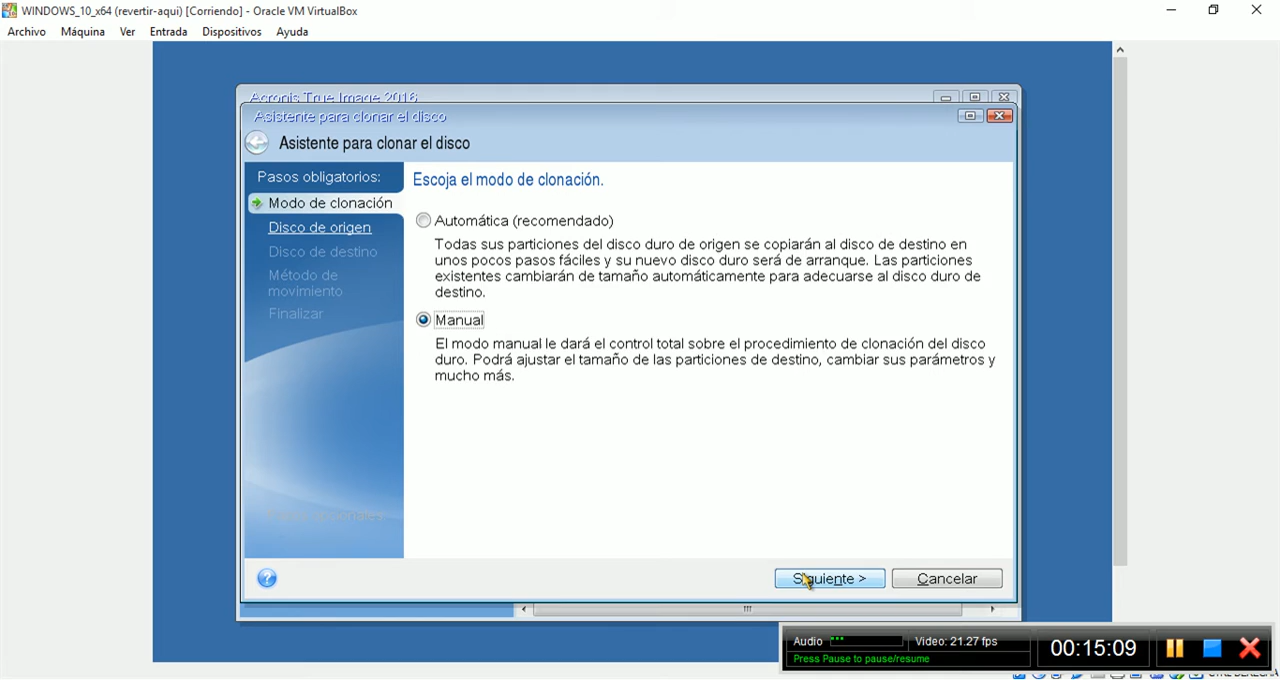 WINDOWS_10_x64 (revertir-aqui) [Corriendo] - Oracle VM VirtualBox
Archivo Máquina Ver Entrada Dispositivos Ayuda
Acronis True Image 2016
Asistente para clonar el disco
Asistente para clonar el disco
Pasos obligatorios:
Modo de clonación
Disco de origen
Disco de destino
Método de
movimiento
Finalizar
Escoja el modo de clonación.
Automática (recomendado)
Todas sus particiones del disco duro de origen se copiarán al disco de destino en
unos pocos pasos fáciles y su nuevo disco duro será de arranque. Las particiones
existentes cambiarán de tamaño automáticamente para adecuarse al disco duro de
destino.
Manual
El modo manual le dará el control total sobre el procedimiento de clonación del disco
duro. Podrá ajustar el tamaño de las particiones de destino, cambiar sus parámetros y
mucho más.
Siguiente > Cancelar
Audio Video: 21.27 fps
Press Pause to pause/resume
00:15:09